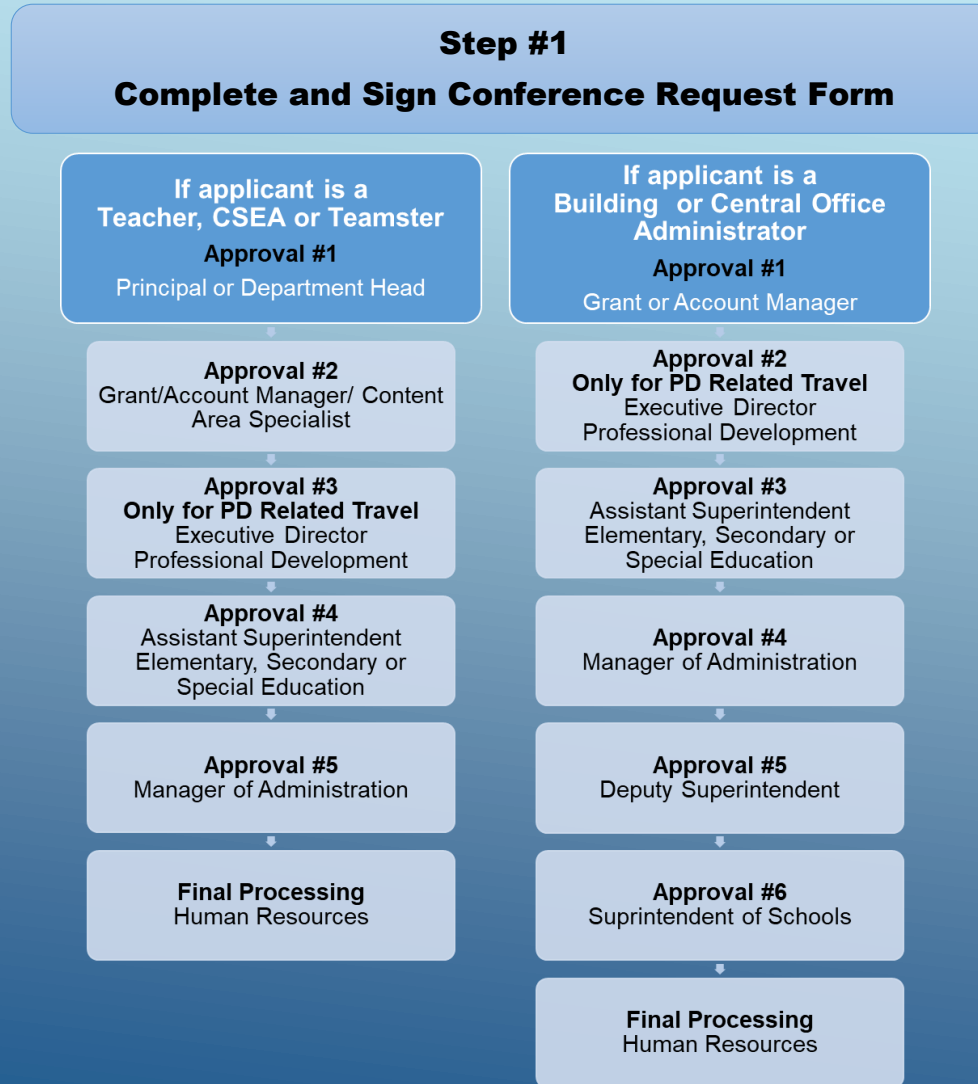 Step #1
Complete and Sign Conference Request Form
If applicant is a
Teacher, CSEA or Teamster
Approval #1
Principal or Department Head
Approval #2
Grant/Account Manager/ Content
Area Specialist
Approval #3
Only for PD Related Travel
Executive Director
Professional Development
Approval #4
Assistant Superintendent
Elementary, Secondary or
Special Education
Approval #5
Manager of Administration
Final Processing
Human Resources
If applicant is a
Building or Central Office
Administrator
Approval #1
Grant or Account Manager
Approval #2
Only for PD Related Travel
Executive Director
Professional Development
Approval #3
Assistant Superintendent
Elementary, Secondary or
Special Education
Approval #4
Manager of Administration
Approval #5
Deputy Superintendent
Approval #6
Suprintendent of Schools
Final Processing
Human Resources